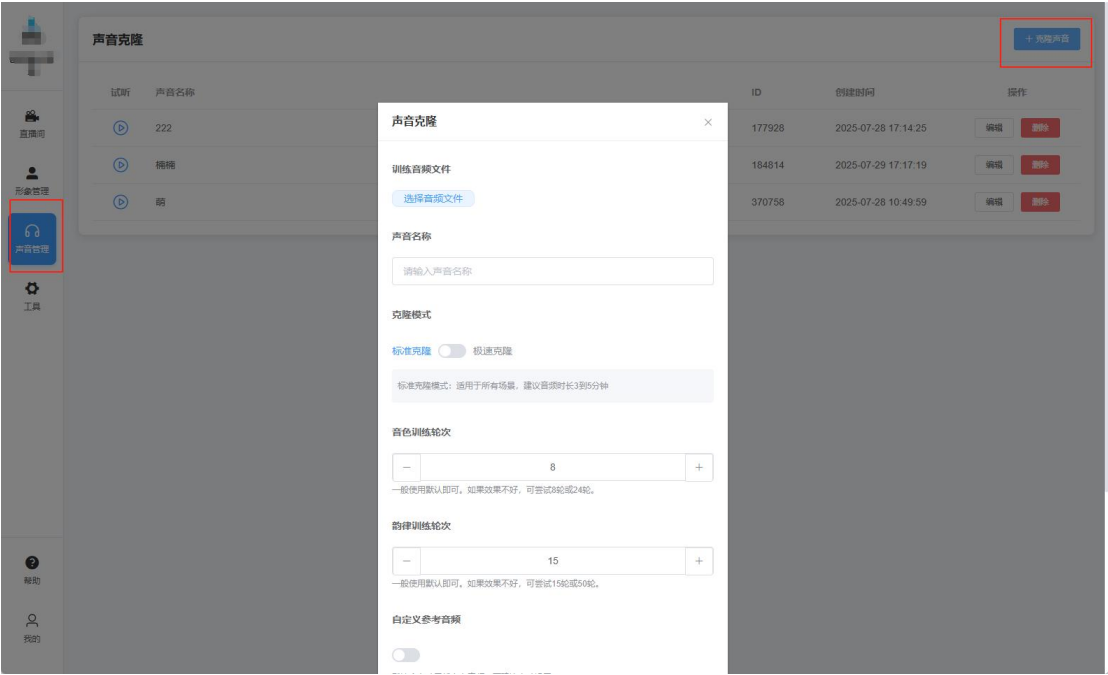 声音克隆
+ 克隆声音
试听 声音名称 ID 创建时间 操作
222 177928 2025-07-28 17:14:25 编辑 删除
楠楠 184814 2025-07-29 17:17:19 编辑 删除
萌 370758 2025-07-28 10:49:59 编辑 删除
直播间
形象管理
声音管理
工具
帮助
我的
声音克隆
训练音频文件
选择音频文件
声音名称
请输入声音名称
克隆模式
标准克隆 极速克隆
标准克隆模式：适用于所有场景，建议音频时长3到5分钟
音色训练轮次
8
一般使用默认即可。如果效果不好，可尝试8轮或24轮。
韵律训练轮次
15
一般使用默认即可。如果效果不好，可尝试15轮或50轮。
自定义参考音频